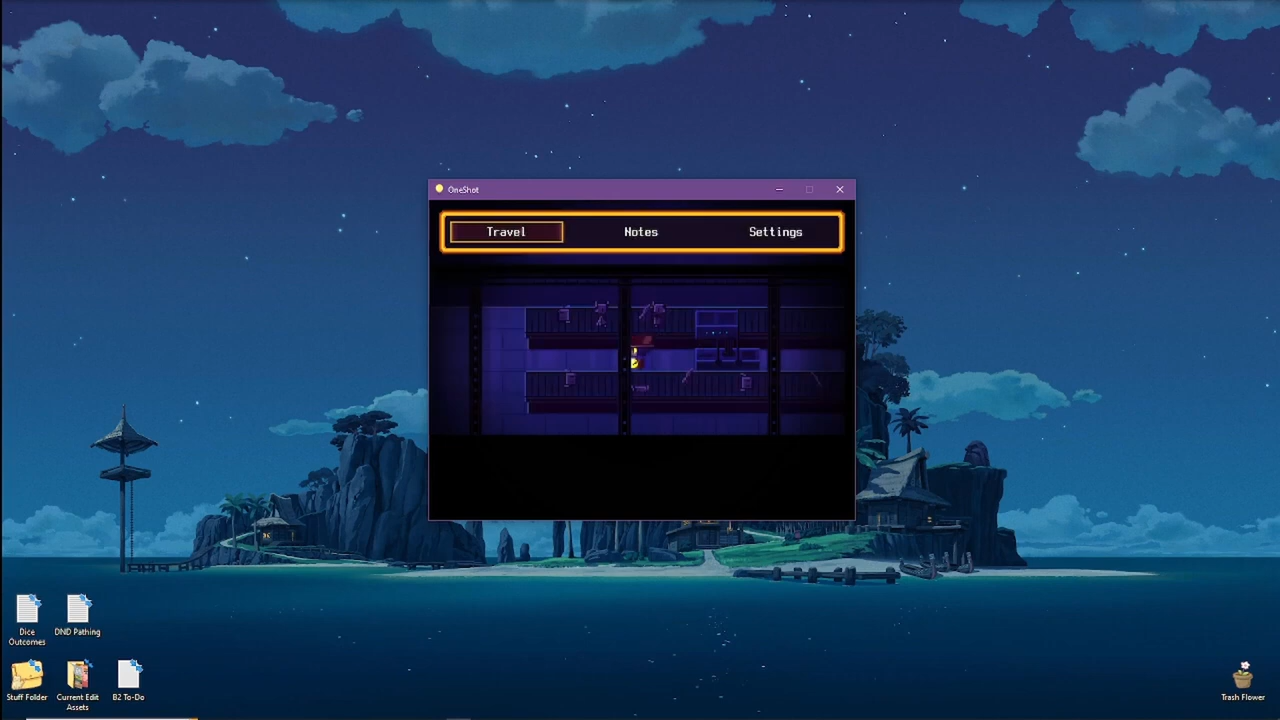 OneShot
Travel Notes Settings
Dice
Outcomes
DND Pathing
Stuff Folder
Current Edit
Assets
B2 To-Do
Trash Flower